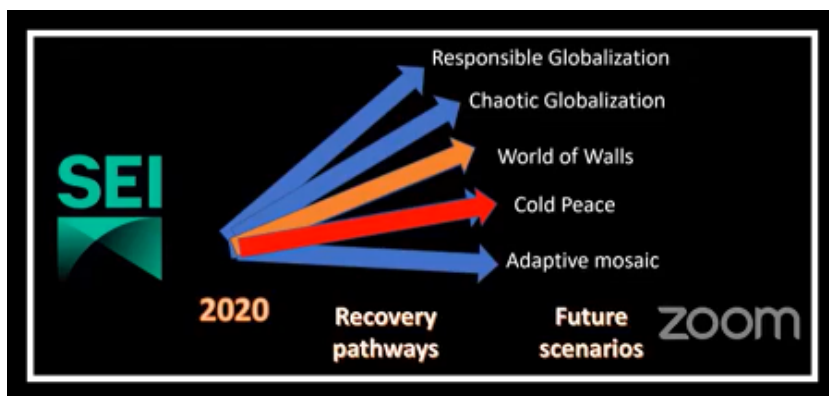 Responsible Globalization
Chaotic Globalization
World of Walls
SEI
Cold Peace
Adaptive mosaic
2020
Recovery
pathways
Future
scenarios
zoom